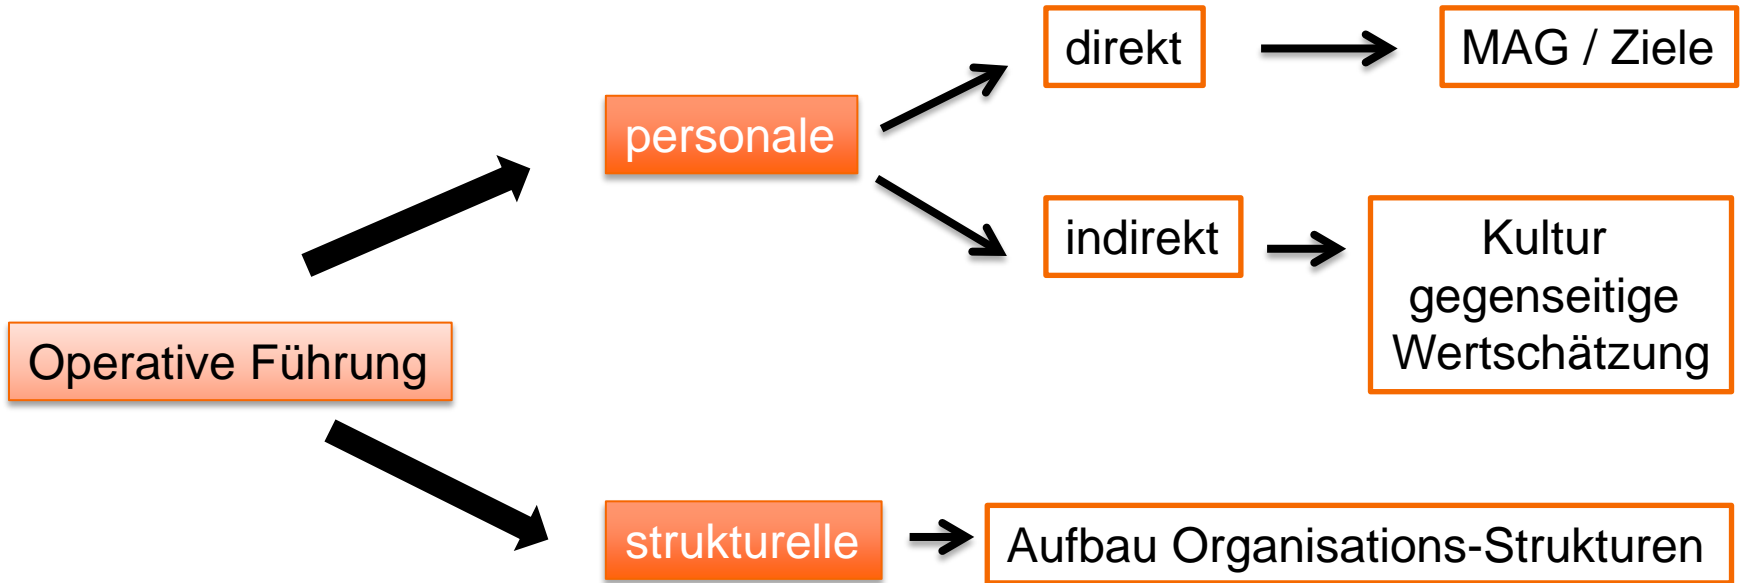 direkt
MAG / Ziele
personale
indirekt
Kultur
gegenseitige
Wertschätzung
Operative Führung
strukturelle
Aufbau Organisations-Strukturen